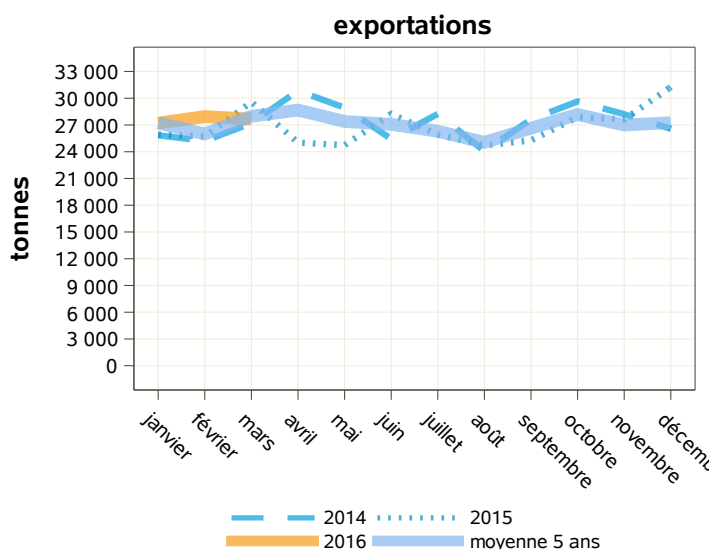 exportations
tonnes
33 000
30 000
27 000
24 000
21 000
18 000
15 000
12 000
9 000
6 000
3 000
0
janvier
février
mars
avril
mai
juin
juillet
août
septembre
octobre
novembre
décemb
2014
2015
2016
moyenne 5 ans